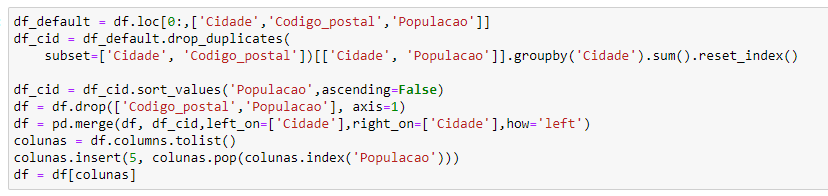 df_default = df.loc[0:,['Cidade','Codigo_postal','Populacao']]
df_cid = df_default.drop_duplicates(
    subset=['Cidade', 'Codigo_postal'])[['Cidade', 'Populacao']].groupby('Cidade').sum().reset_index()

df_cid = df_cid.sort_values('Populacao',ascending=False)
df = df.drop(['Codigo_postal','Populacao'], axis=1)
df = pd.merge(df, df_cid,left_on=['Cidade'],right_on=['Cidade'],how='left')
colunas = df.columns.tolist()
colunas.insert(5, colunas.pop(colunas.index('Populacao')))
df = df[colunas]